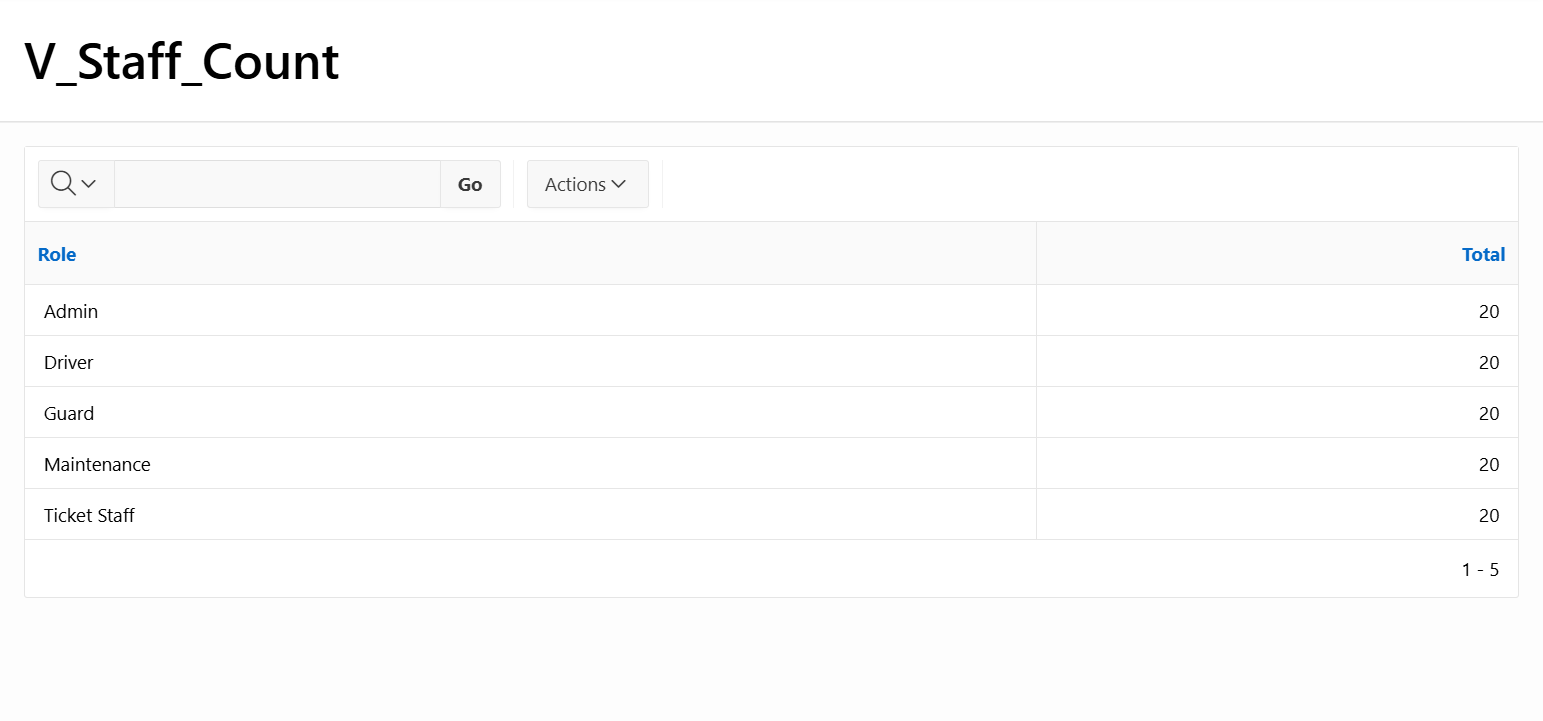 V_Staff_Count
Go Actions
Role Total
Admin 20
Driver 20
Guard 20
Maintenance 20
Ticket Staff 20
1 - 5